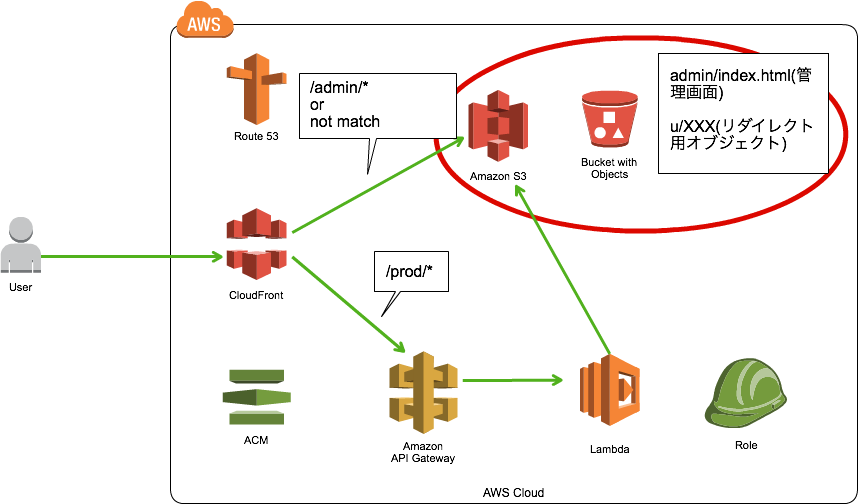 AWS
Route 53
/admin/*
or
not match
Amazon S3
Bucket with
Objects
admin/index.html(管
理画面)
u/XXX(リダイレクト
用オブジェクト)
User
CloudFront
/prod/*
ACM
Amazon
API Gateway
Lambda
Role
AWS Cloud